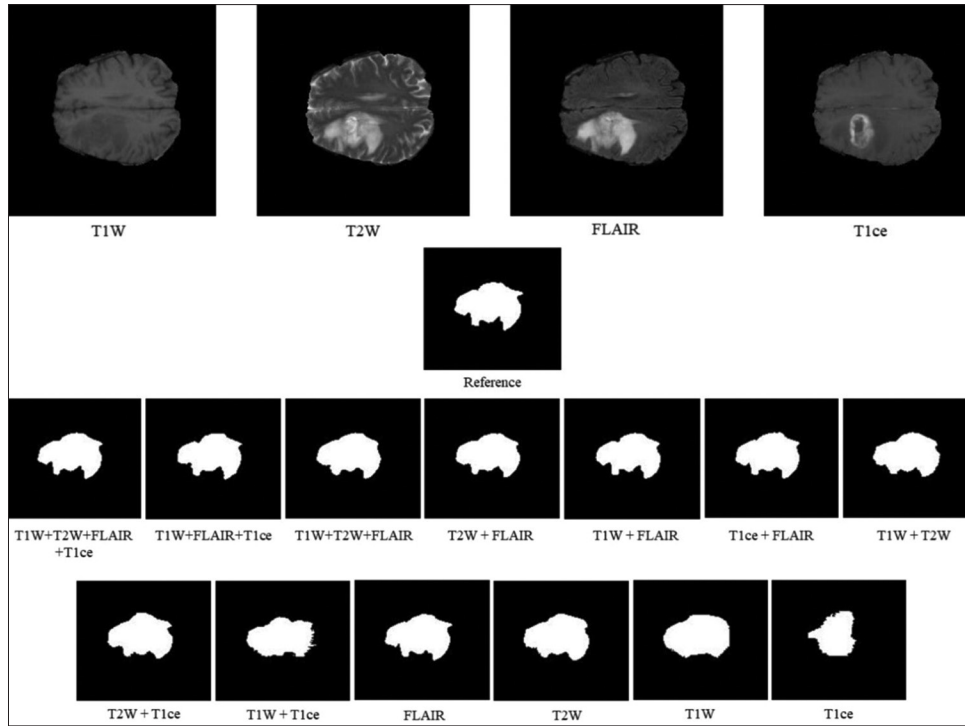 T1W
T2W
FLAIR
T1ce
Reference
T1W+T2W+FLAIR
+T1ce
T1W+FLAIR+T1ce
T1W+T2W+FLAIR
T2W + FLAIR
T1W + FLAIR
T1ce + FLAIR
T1W + T2W
T2W + T1ce
T1W + T1ce
FLAIR
T2W
T1W
T1ce